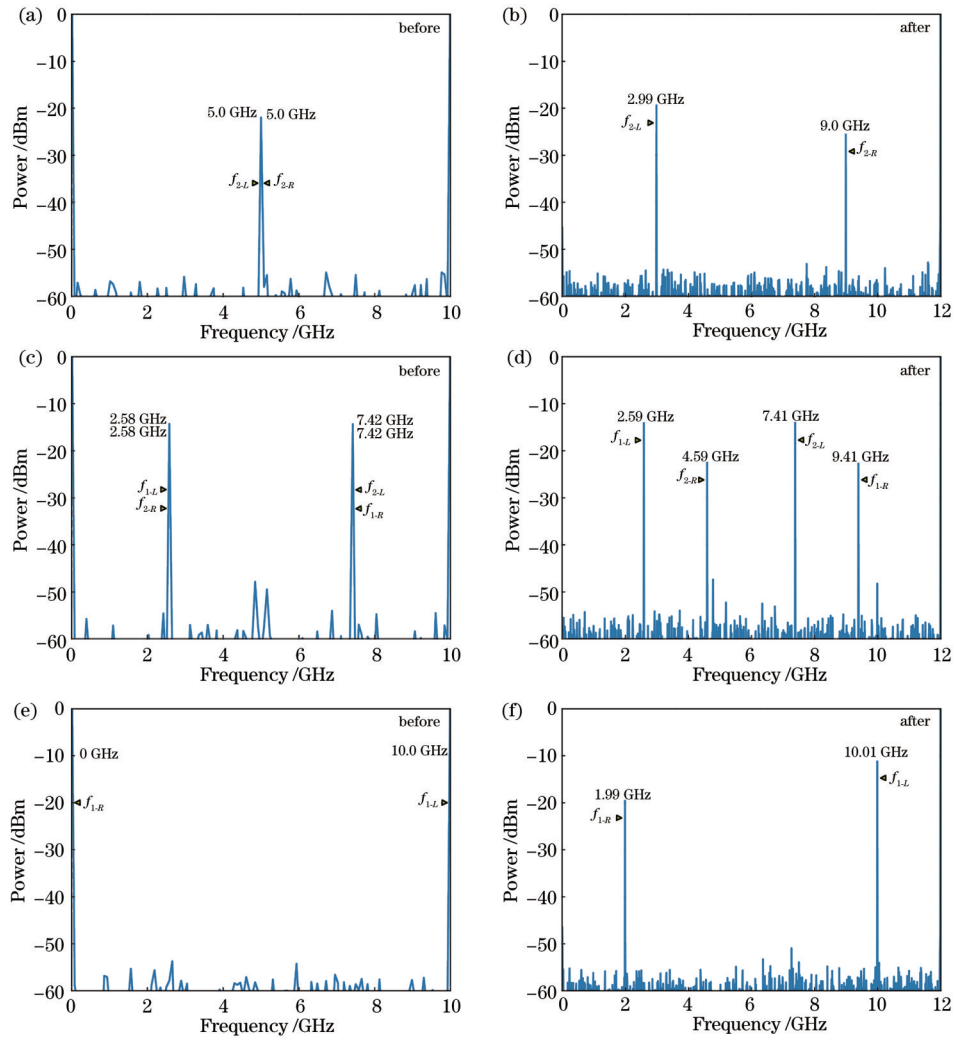 (a)
before
0
−10
−20
−30
−40
−50
−60
Power /dBm
5.0 GHz 5.0 GHz
f2-L f2-R
0 2 4 6 8 10
Frequency /GHz
(b)
after
0
−10
−20
−30
−40
−50
−60
Power /dBm
2.99 GHz
f2-L
9.0 GHz
f2-R
0 2 4 6 8 10 12
Frequency /GHz
(c)
before
0
−10
−20
−30
−40
−50
−60
Power /dBm
2.58 GHz
2.58 GHz
f1-L
f2-R
7.42 GHz
7.42 GHz
f2-L
f1-R
0 2 4 6 8 10
Frequency /GHz
(d)
after
0
−10
−20
−30
−40
−50
−60
Power /dBm
2.59 GHz
f1-L
4.59 GHz
f2-R
7.41 GHz
f2-L
9.41 GHz
f1-R
0 2 4 6 8 10 12
Frequency /GHz
(e)
before
0
−10
−20
−30
−40
−50
−60
Power /dBm
0 GHz
f1-R
10.0 GHz
f1-L
0 2 4 6 8 10
Frequency /GHz
(f)
after
0
−10
−20
−30
−40
−50
−60
Power /dBm
1.99 GHz
f1-R
10.01 GHz
f1-L
0 2 4 6 8 10 12
Frequency /GHz